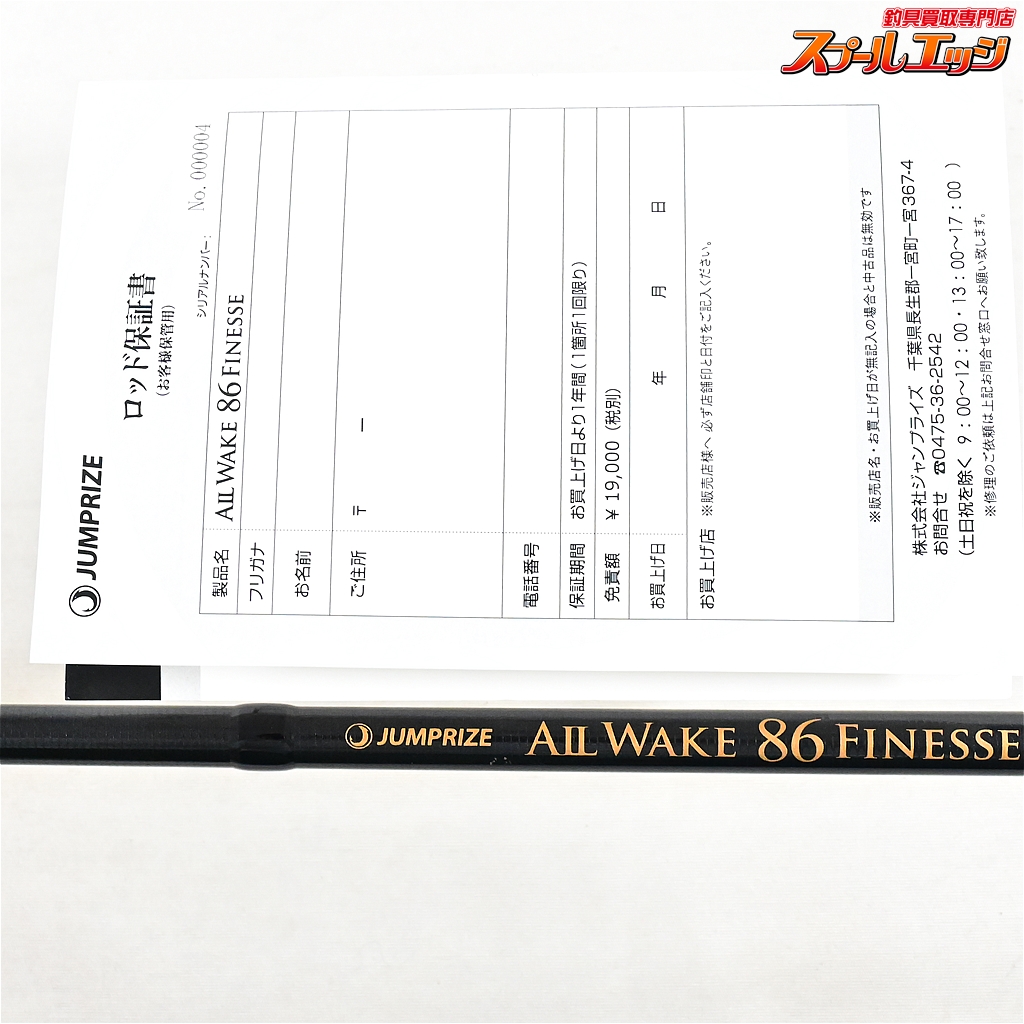 釣具買取専門店
スプールエッジ
JUMPRIZE
ロッド保証書
(お客様保管用)
シリアルナンバー: No. 000004
製品名 ALL WAKE 86 FINESSE
フリガナ
お名前
ご住所 〒 ー
電話番号
保証期間 お買上げ日より1年間(1箇所1回限り)
免責額 ¥19,000(税別)
お買上げ日 年 月 日
お買上げ店 ※販売店様へ 必ず店舗印と日付をご記入ください。
※販売店名・お買上げ日が無記入の場合と中古品は無効です
株式会社ジャンプライズ 千葉県長生郡一宮町一宮367-4
お問合せ ☎0475-36-2542
(土日祝を除く 9:00〜12:00・13:00〜17:00 )
※修理のご依頼は上記お問合せ窓口へお願い致します。
JUMPRIZE ALL WAKE 86 FINESSE